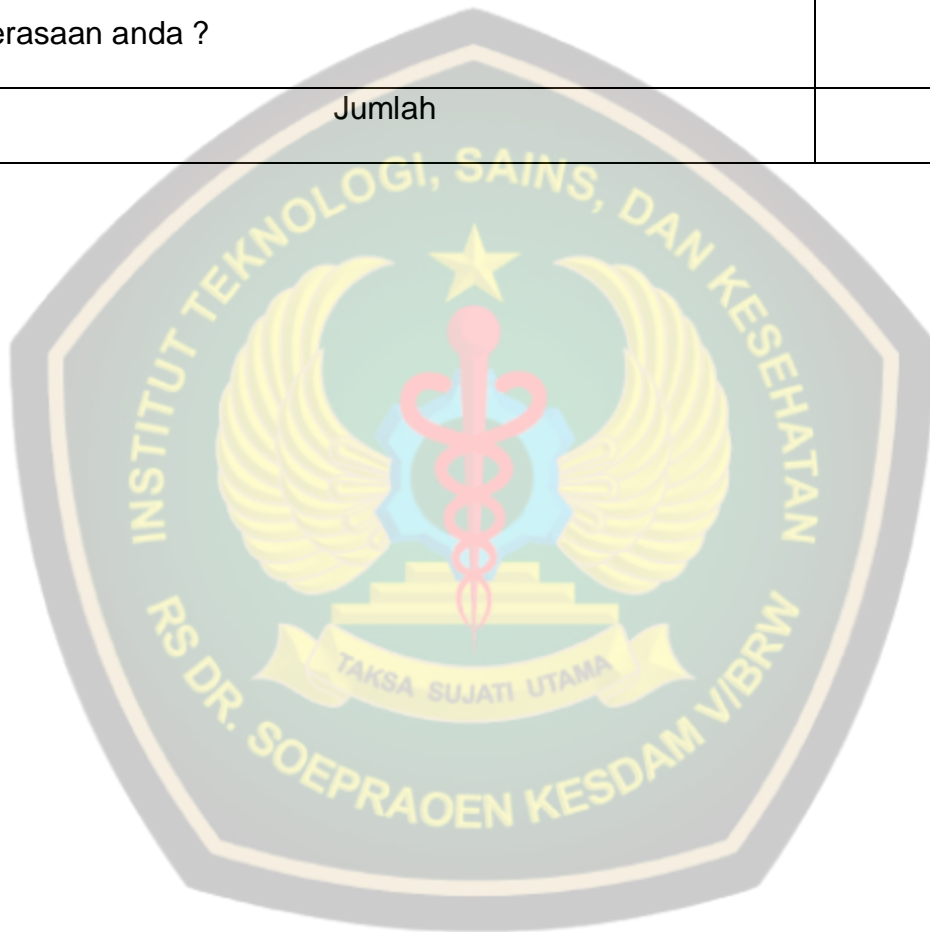 erasaan anda ?
Jumlah
INSTITUT TEKNOLOGI, SAINS, DAN KESEHATAN
TAKSA SUJATI UTAMA
RS DR. SOEPRAOEN KESDAM V/BRW